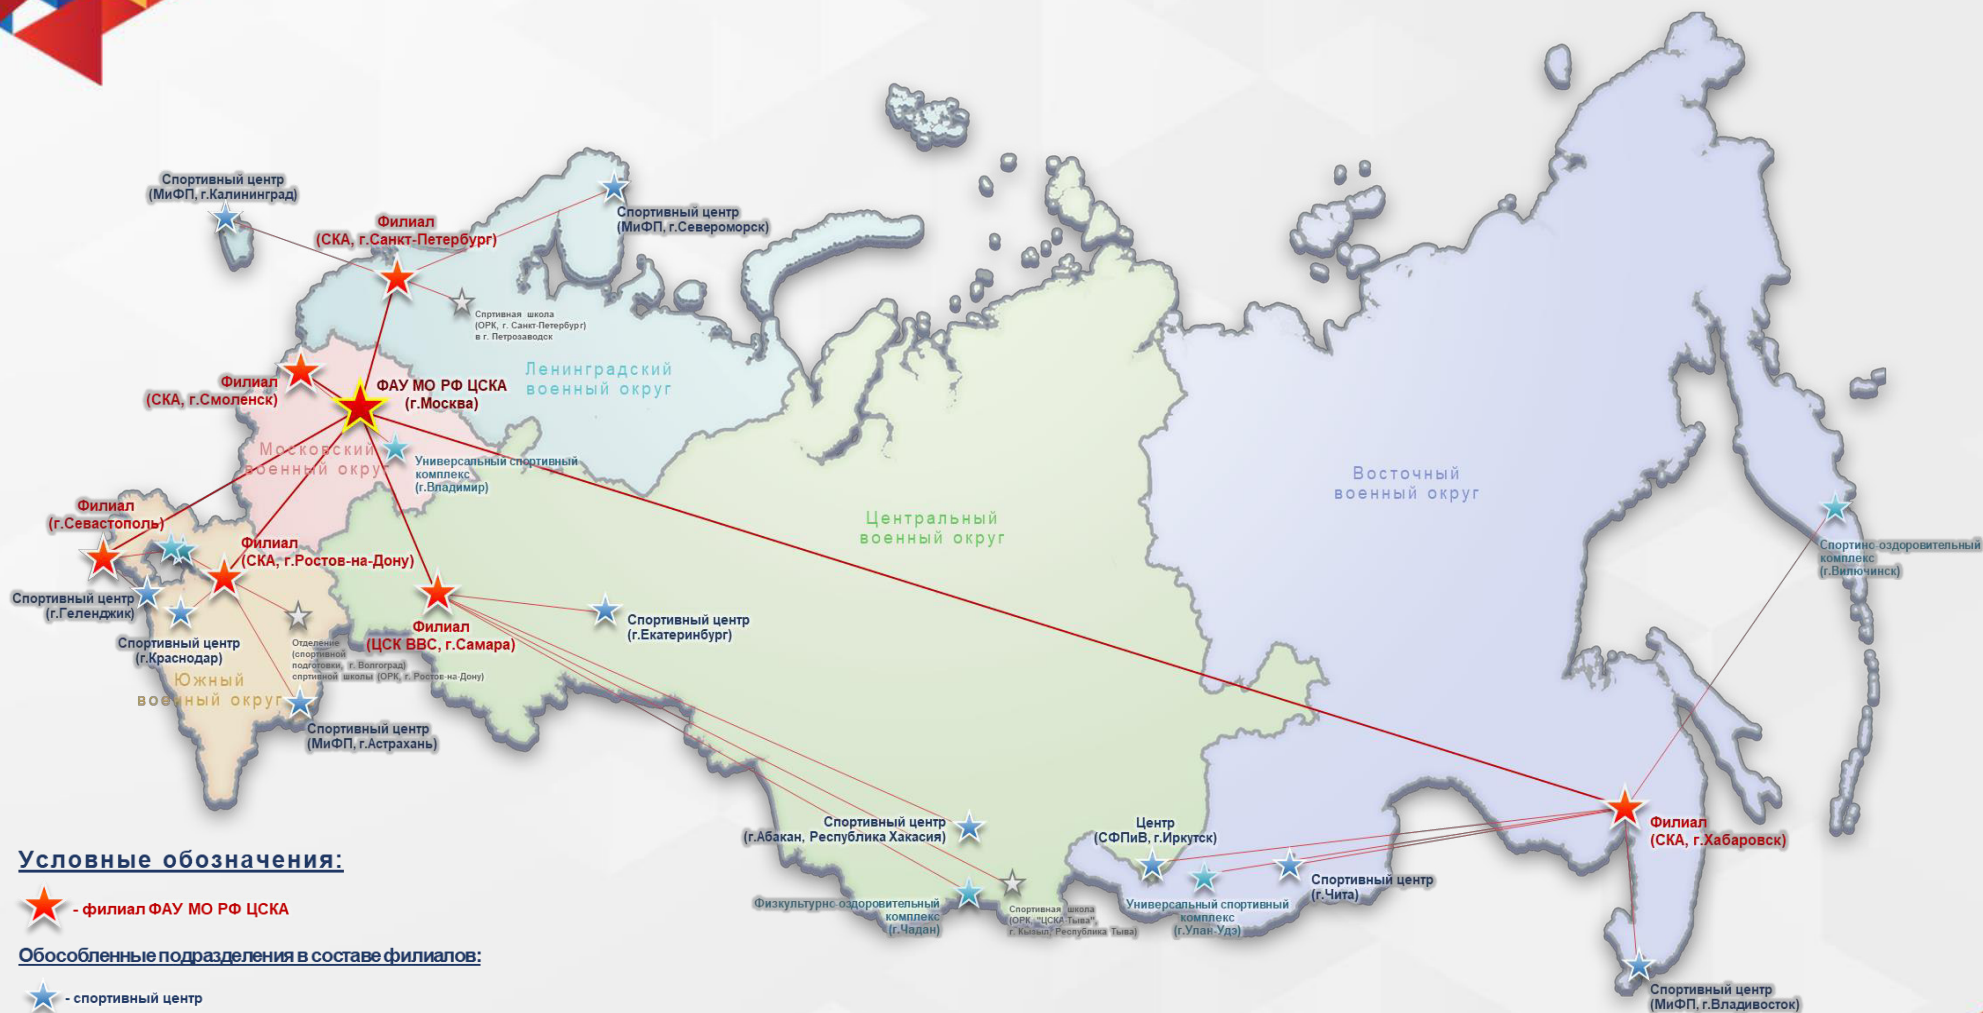 Спортивный центр
(МиФП, г.Калининград)
Филиал
(СКА, г.Санкт-Петербург)
Спортивный центр
(МиФП, г.Североморск)
Спртивная школа
(ОРК, г. Санкт-Петербург)
в г. Петрозаводск
Ленинградский
военный округ
Филиал
(СКА, г.Смоленск)
ФАУ МО РФ ЦСКА
(г.Москва)
Московский
военный округ
Универсальный спортивный
комплекс
(г.Владимир)
Восточный
военный округ
Центральный
военный округ
Филиал
(г.Севастополь)
Филиал
(СКА, г.Ростов-на-Дону)
Спортивно-оздоровительный
комплекс
(г.Вилючинск)
Спортивный центр
(г.Геленджик)
Спортивный центр
(г.Краснодар)
Отделение
(спортивной
подготовки, г. Волгоград)
спртивной школы (ОРК, г. Ростов-на-Дону)
Филиал
(ЦСК ВВС, г.Самара)
Спортивный центр
(г.Екатеринбург)
Южный
военный округ
Спортивный центр
(МиФП, г.Астрахань)
Спортивный центр
(г.Абакан, Республика Хакасия)
Центр
(СФПиВ, г.Иркутск)
Филиал
(СКА, г.Хабаровск)
Физкультурно-оздоровительный
комплекс
(г.Чадан)
Спортивная школа
(ОРК, "ЦСКА-Тыва",
г. Кызыл, Республика Тыва)
Универсальный спортивный
комплекс
(г.Улан-Удэ)
Спортивный центр
(г.Чита)
Спортивный центр
(МиФП, г.Владивосток)
Условные обозначения:
- филиал ФАУ МО РФ ЦСКА
Обособленные подразделения в составе филиалов:
- спортивный центр